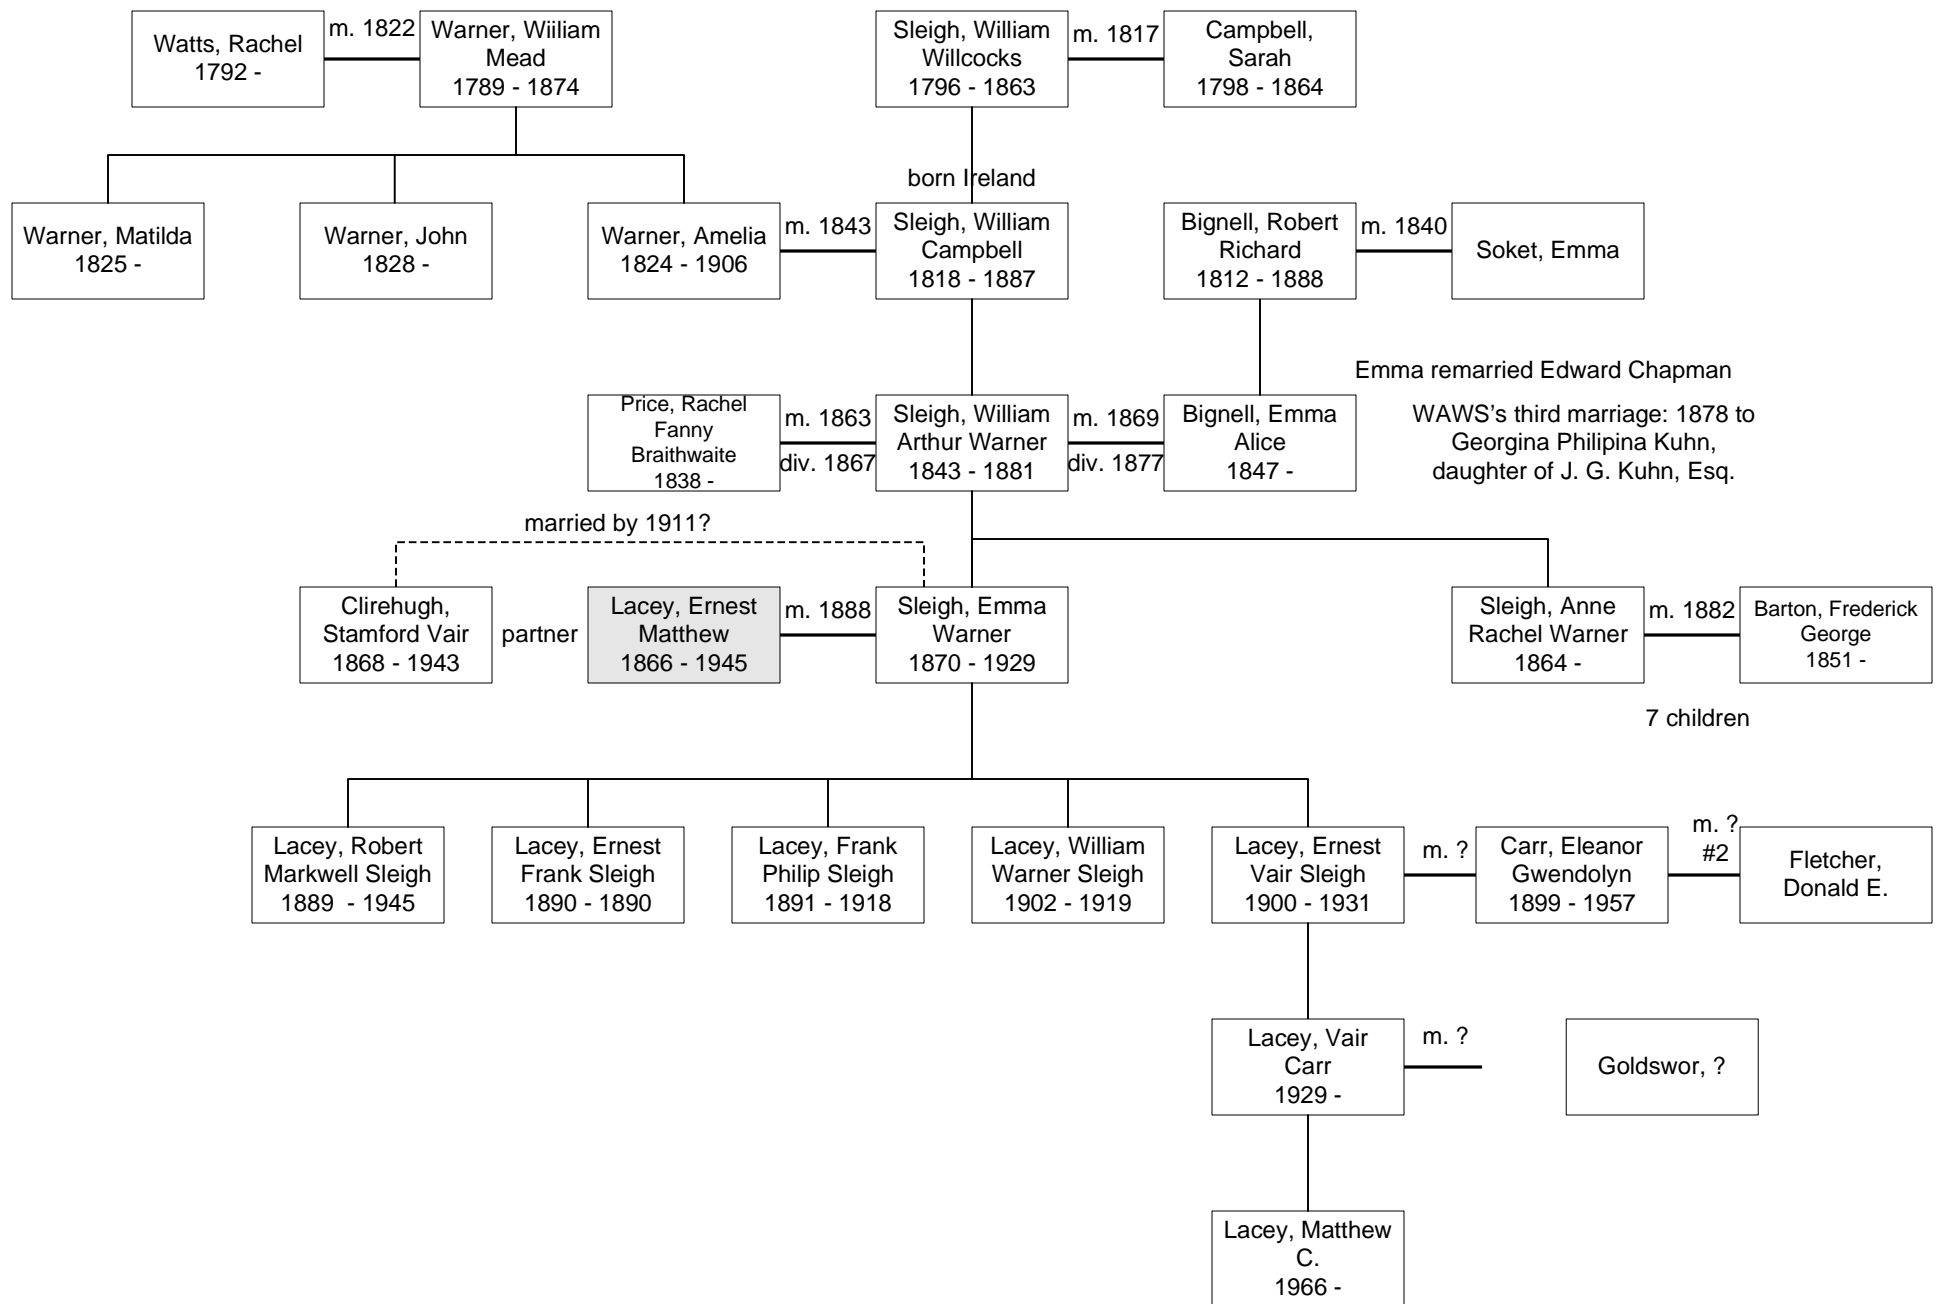 Watts, Rachel
1792 -
m. 1822
Warner, Wiiliam
Mead
1789 - 1874
Sleigh, William
Willcocks
1796 - 1863
m. 1817
Campbell,
Sarah
1798 - 1864
born Ireland
Warner, Matilda
1825 -
Warner, John
1828 -
Warner, Amelia
1824 - 1906
m. 1843
Sleigh, William
Campbell
1818 - 1887
Bignell, Robert
Richard
1812 - 1888
m. 1840
Soket, Emma
Emma remarried Edward Chapman
Price, Rachel
Fanny
Braithwaite
1838 -
m. 1863
div. 1867
Sleigh, William
Arthur Warner
1843 - 1881
m. 1869
div. 1877
Bignell, Emma
Alice
1847 -
WAWS's third marriage: 1878 to
Georgina Philipina Kuhn,
daughter of J. G. Kuhn, Esq.
married by 1911?
Clirehugh,
Stamford Vair
1868 - 1943
partner
Lacey, Ernest
Matthew
1866 - 1945
m. 1888
Sleigh, Emma
Warner
1870 - 1929
Sleigh, Anne
Rachel Warner
1864 -
m. 1882
Barton, Frederick
George
1851 -
7 children
Lacey, Robert
Markwell Sleigh
1889  - 1945
Lacey, Ernest
Frank Sleigh
1890 - 1890
Lacey, Frank
Philip Sleigh
1891 - 1918
Lacey, William
Warner Sleigh
1902 - 1919
Lacey, Ernest
Vair Sleigh
1900 - 1931
m. ?
Carr, Eleanor
Gwendolyn
1899 - 1957
m. ?
#2
Fletcher,
Donald E.
Lacey, Vair
Carr
1929 -
m. ?
Goldswor, ?
Lacey, Matthew
C.
1966 -